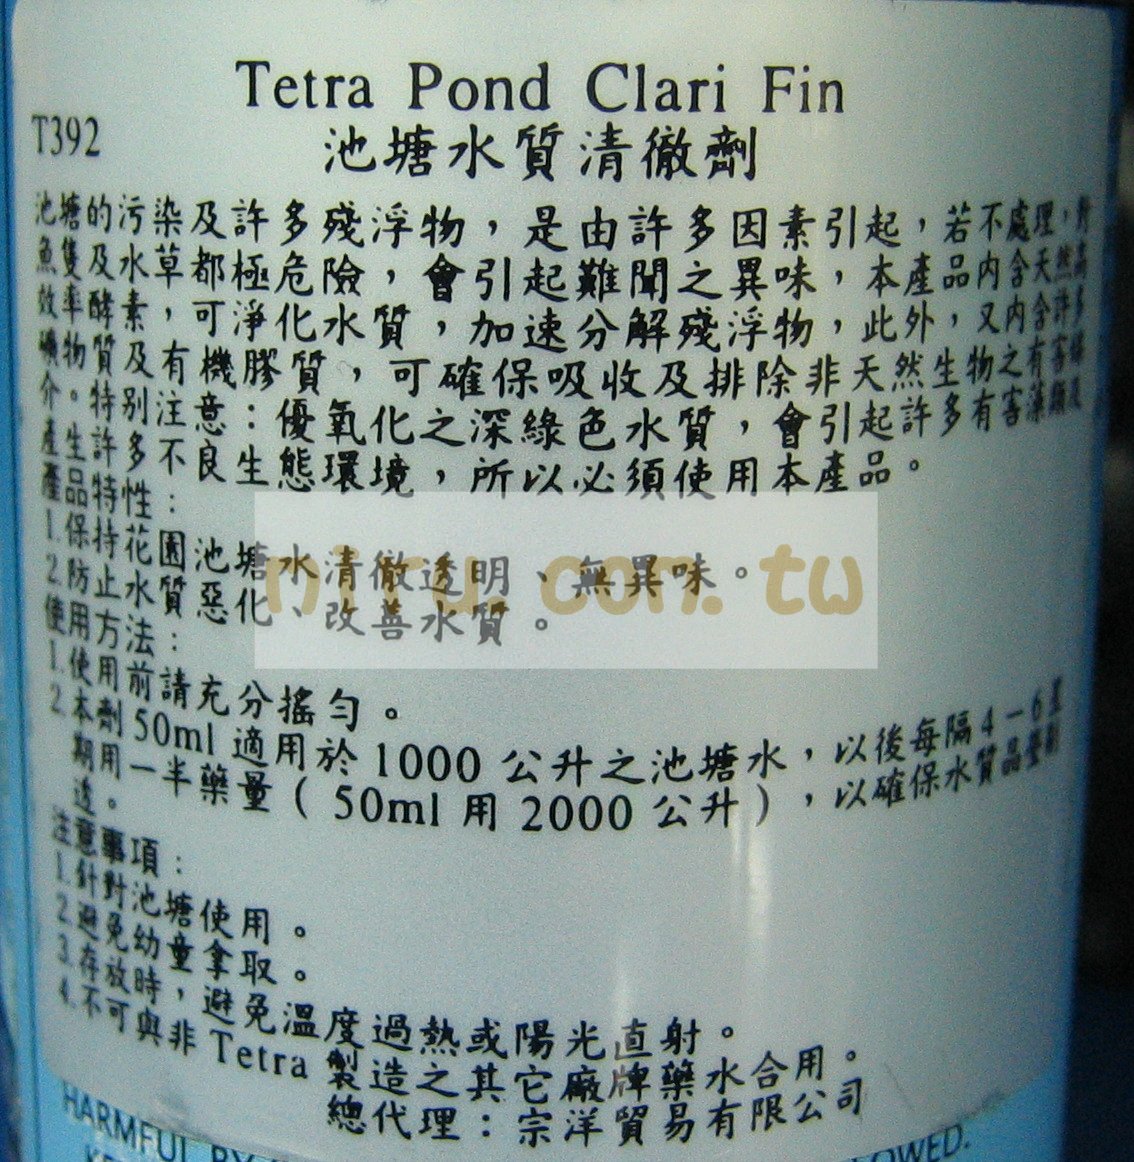 Tetra Pond Clari Fin
T392
池塘水質清徹劑
池塘的污染及許多殘浮物，是由許多因素引起，若不處理，對
魚隻及水草都極危險，會引起難聞之異味，本產品內含天然高
效率酵素，可淨化水質，加速分解殘浮物，此外，又內含許多
礦物質及有機膠質，可確保吸收及排除非天然生物之有害媒
介。特別注意：優氧化之深綠色水質，會引起許多有害藻類及
產生許多不良生態環境，所以必須使用本產品。
產品特性：
1.保持花園池塘水清徹透明、無異味。
2.防止水質惡化、改善水質。
niru.com.tw
使用方法：
1.使用前請充分搖勻。
2.本劑50ml適用於1000公升之池塘水，以後每隔4－6星
期用一半藥量（50ml用2000公升），以確保水質晶瑩剔
透。
注意事項：
1.針對池塘使用。
2.避免幼童拿取。
3.存放時，避免溫度過熱或陽光直射。
4.不可與非Tetra製造之其它廠牌藥水合用。
總代理：宗洋貿易有限公司
HARMFUL